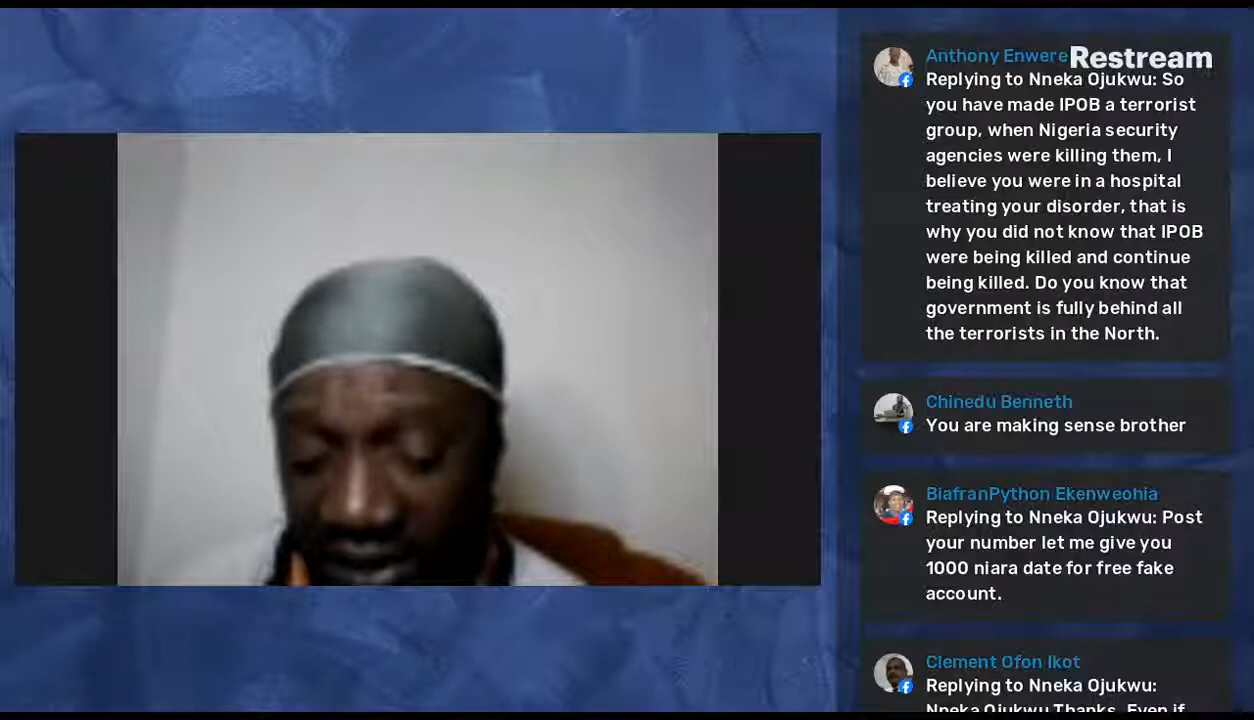 Restream
Anthony Enwere
Replying to Nneka Ojukwu: So
you have made IPOB a terrorist
group, when Nigeria security
agencies were killing them, I
believe you were in a hospital
treating your disorder, that is
why you did not know that IPOB
were being killed and continue
being killed. Do you know that
government is fully behind all
the terrorists in the North.
Chinedu Benneth
You are making sense brother
BiafranPython Ekenweohia
Replying to Nneka Ojukwu: Post
your number let me give you
1000 niara date for free fake
account.
Clement Ofon Ikot
Replying to Nneka Ojukwu:
Nneka Ojukwu Thanks. Even if